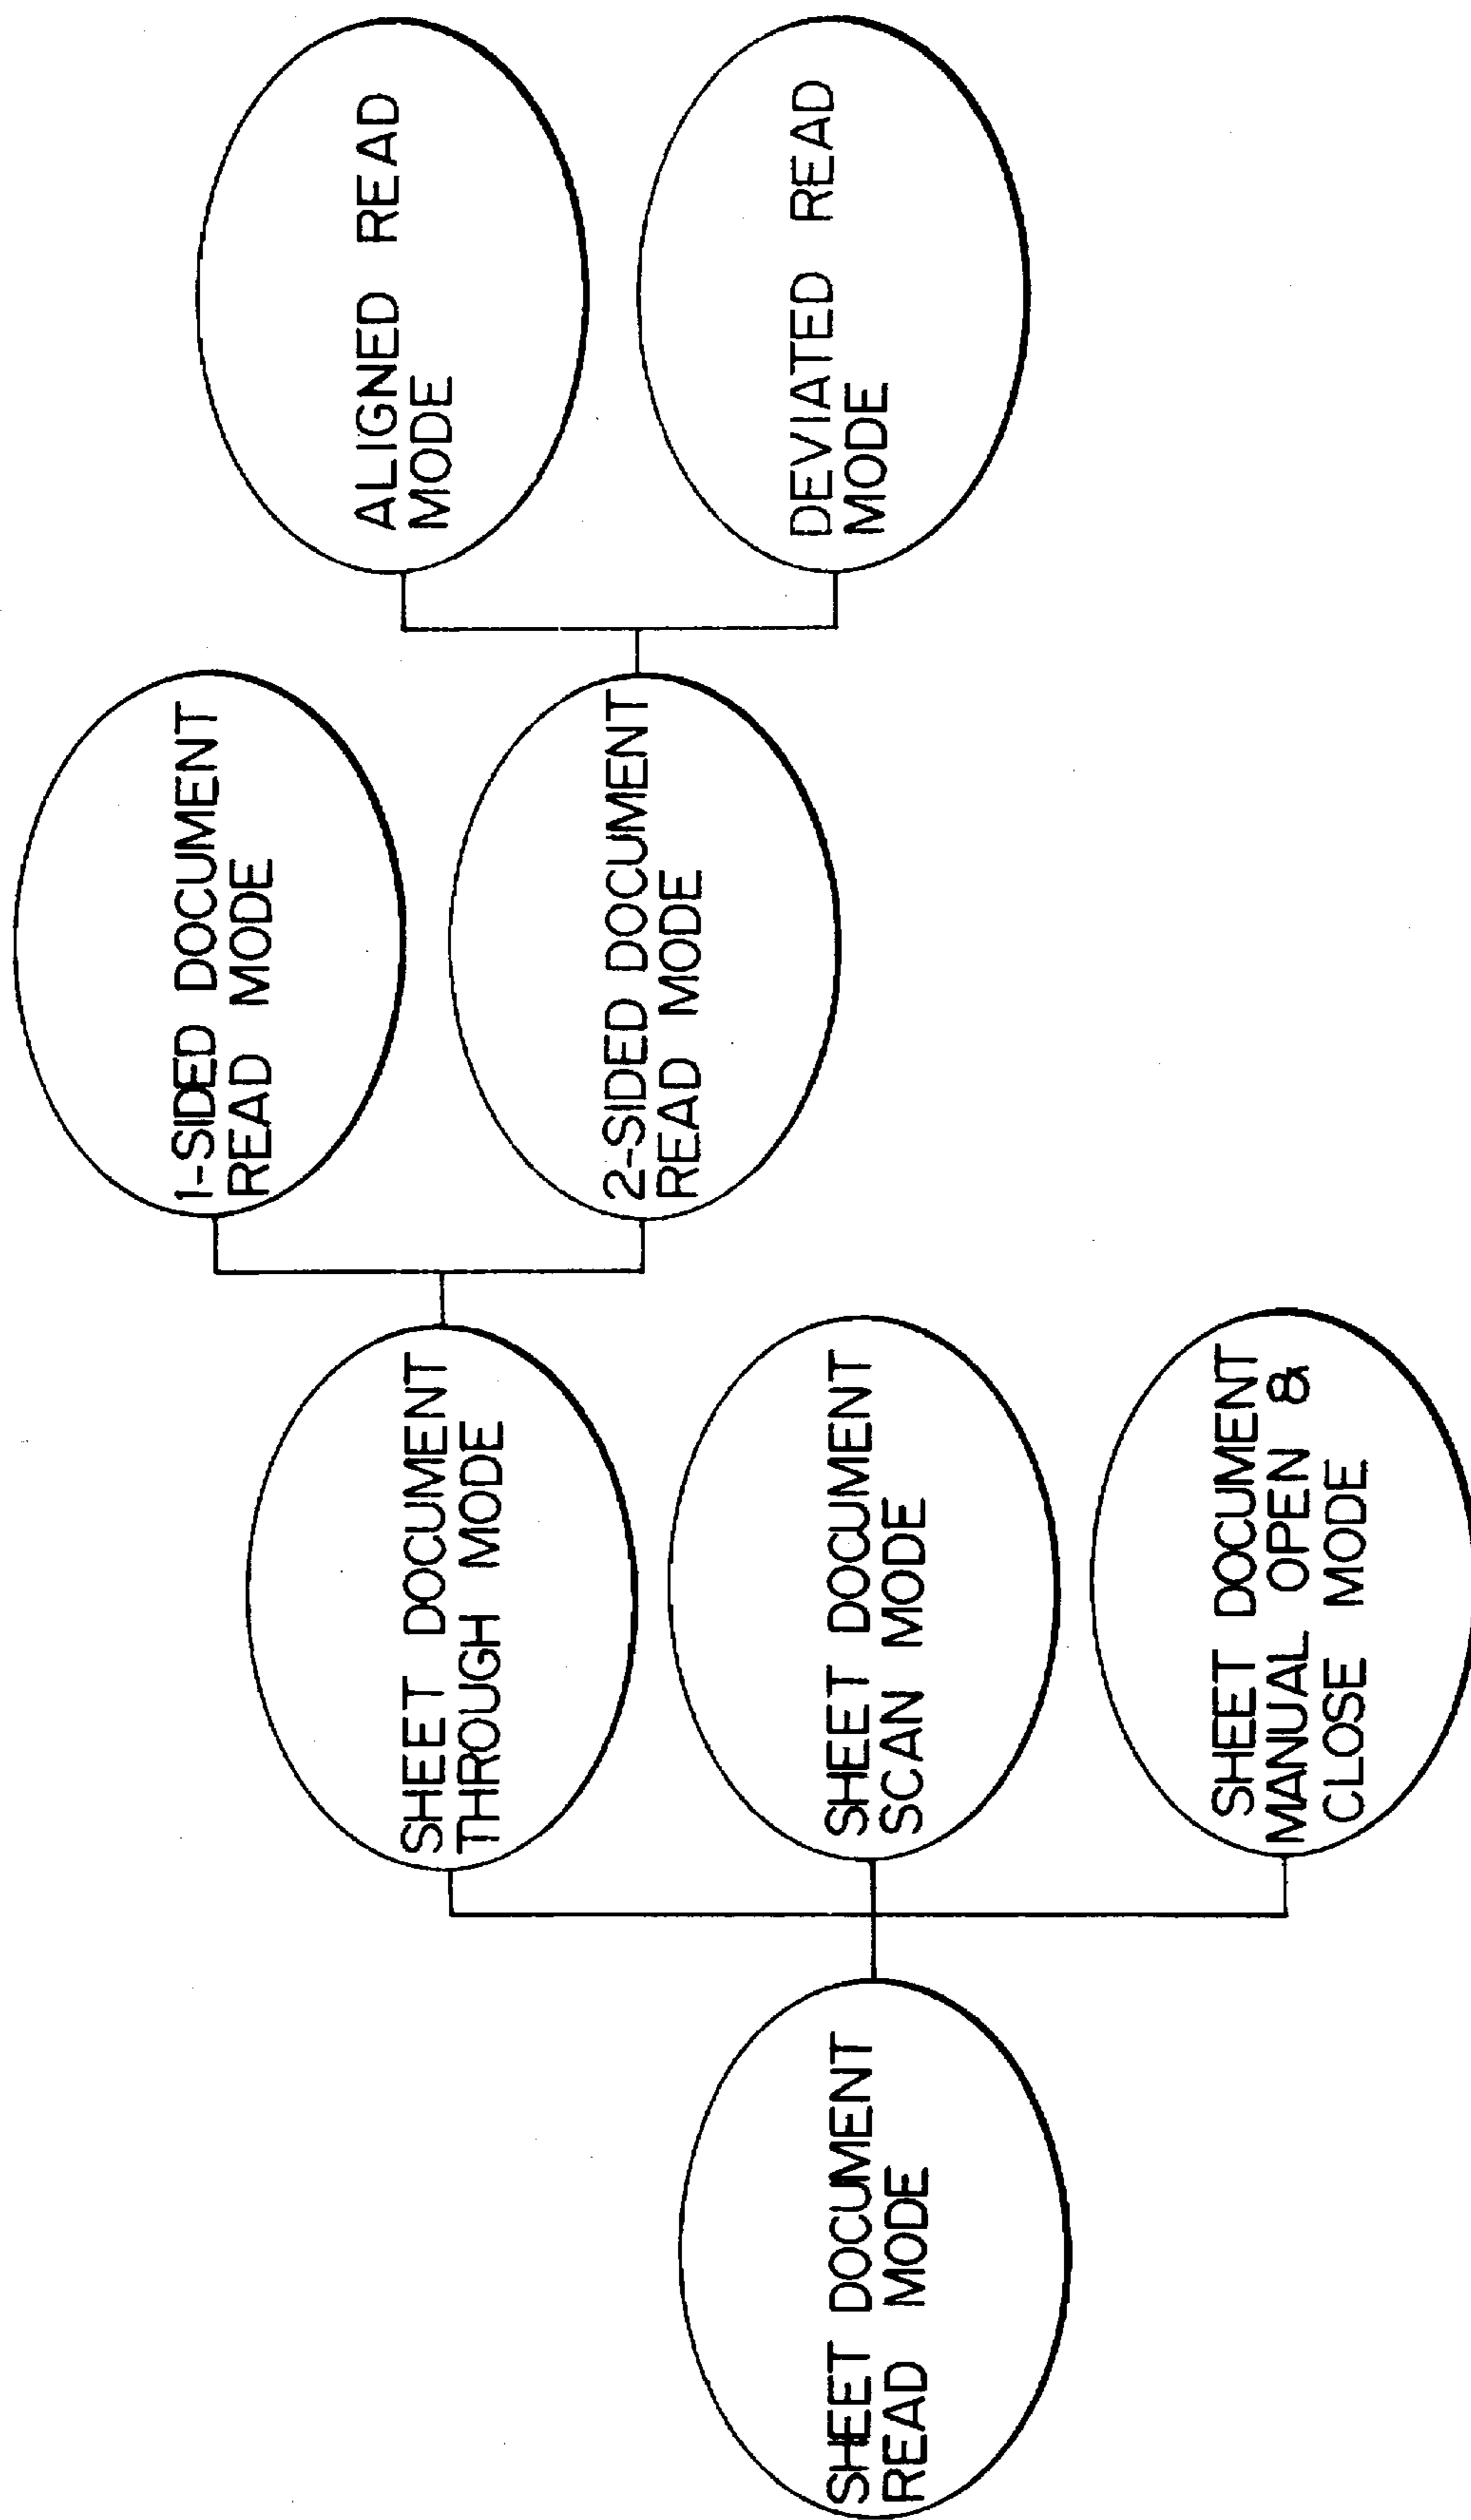 SHEET DOCUMENT
READ MODE
SHEET DOCUMENT
THROUGH MODE
SHEET DOCUMENT
SCAN MODE
SHEET DOCUMENT
MANUAL OPEN &
CLOSE MODE
1-SIDED DOCUMENT
READ MODE
2-SIDED DOCUMENT
READ MODE
ALIGNED READ
MODE
DEVIATED READ
MODE